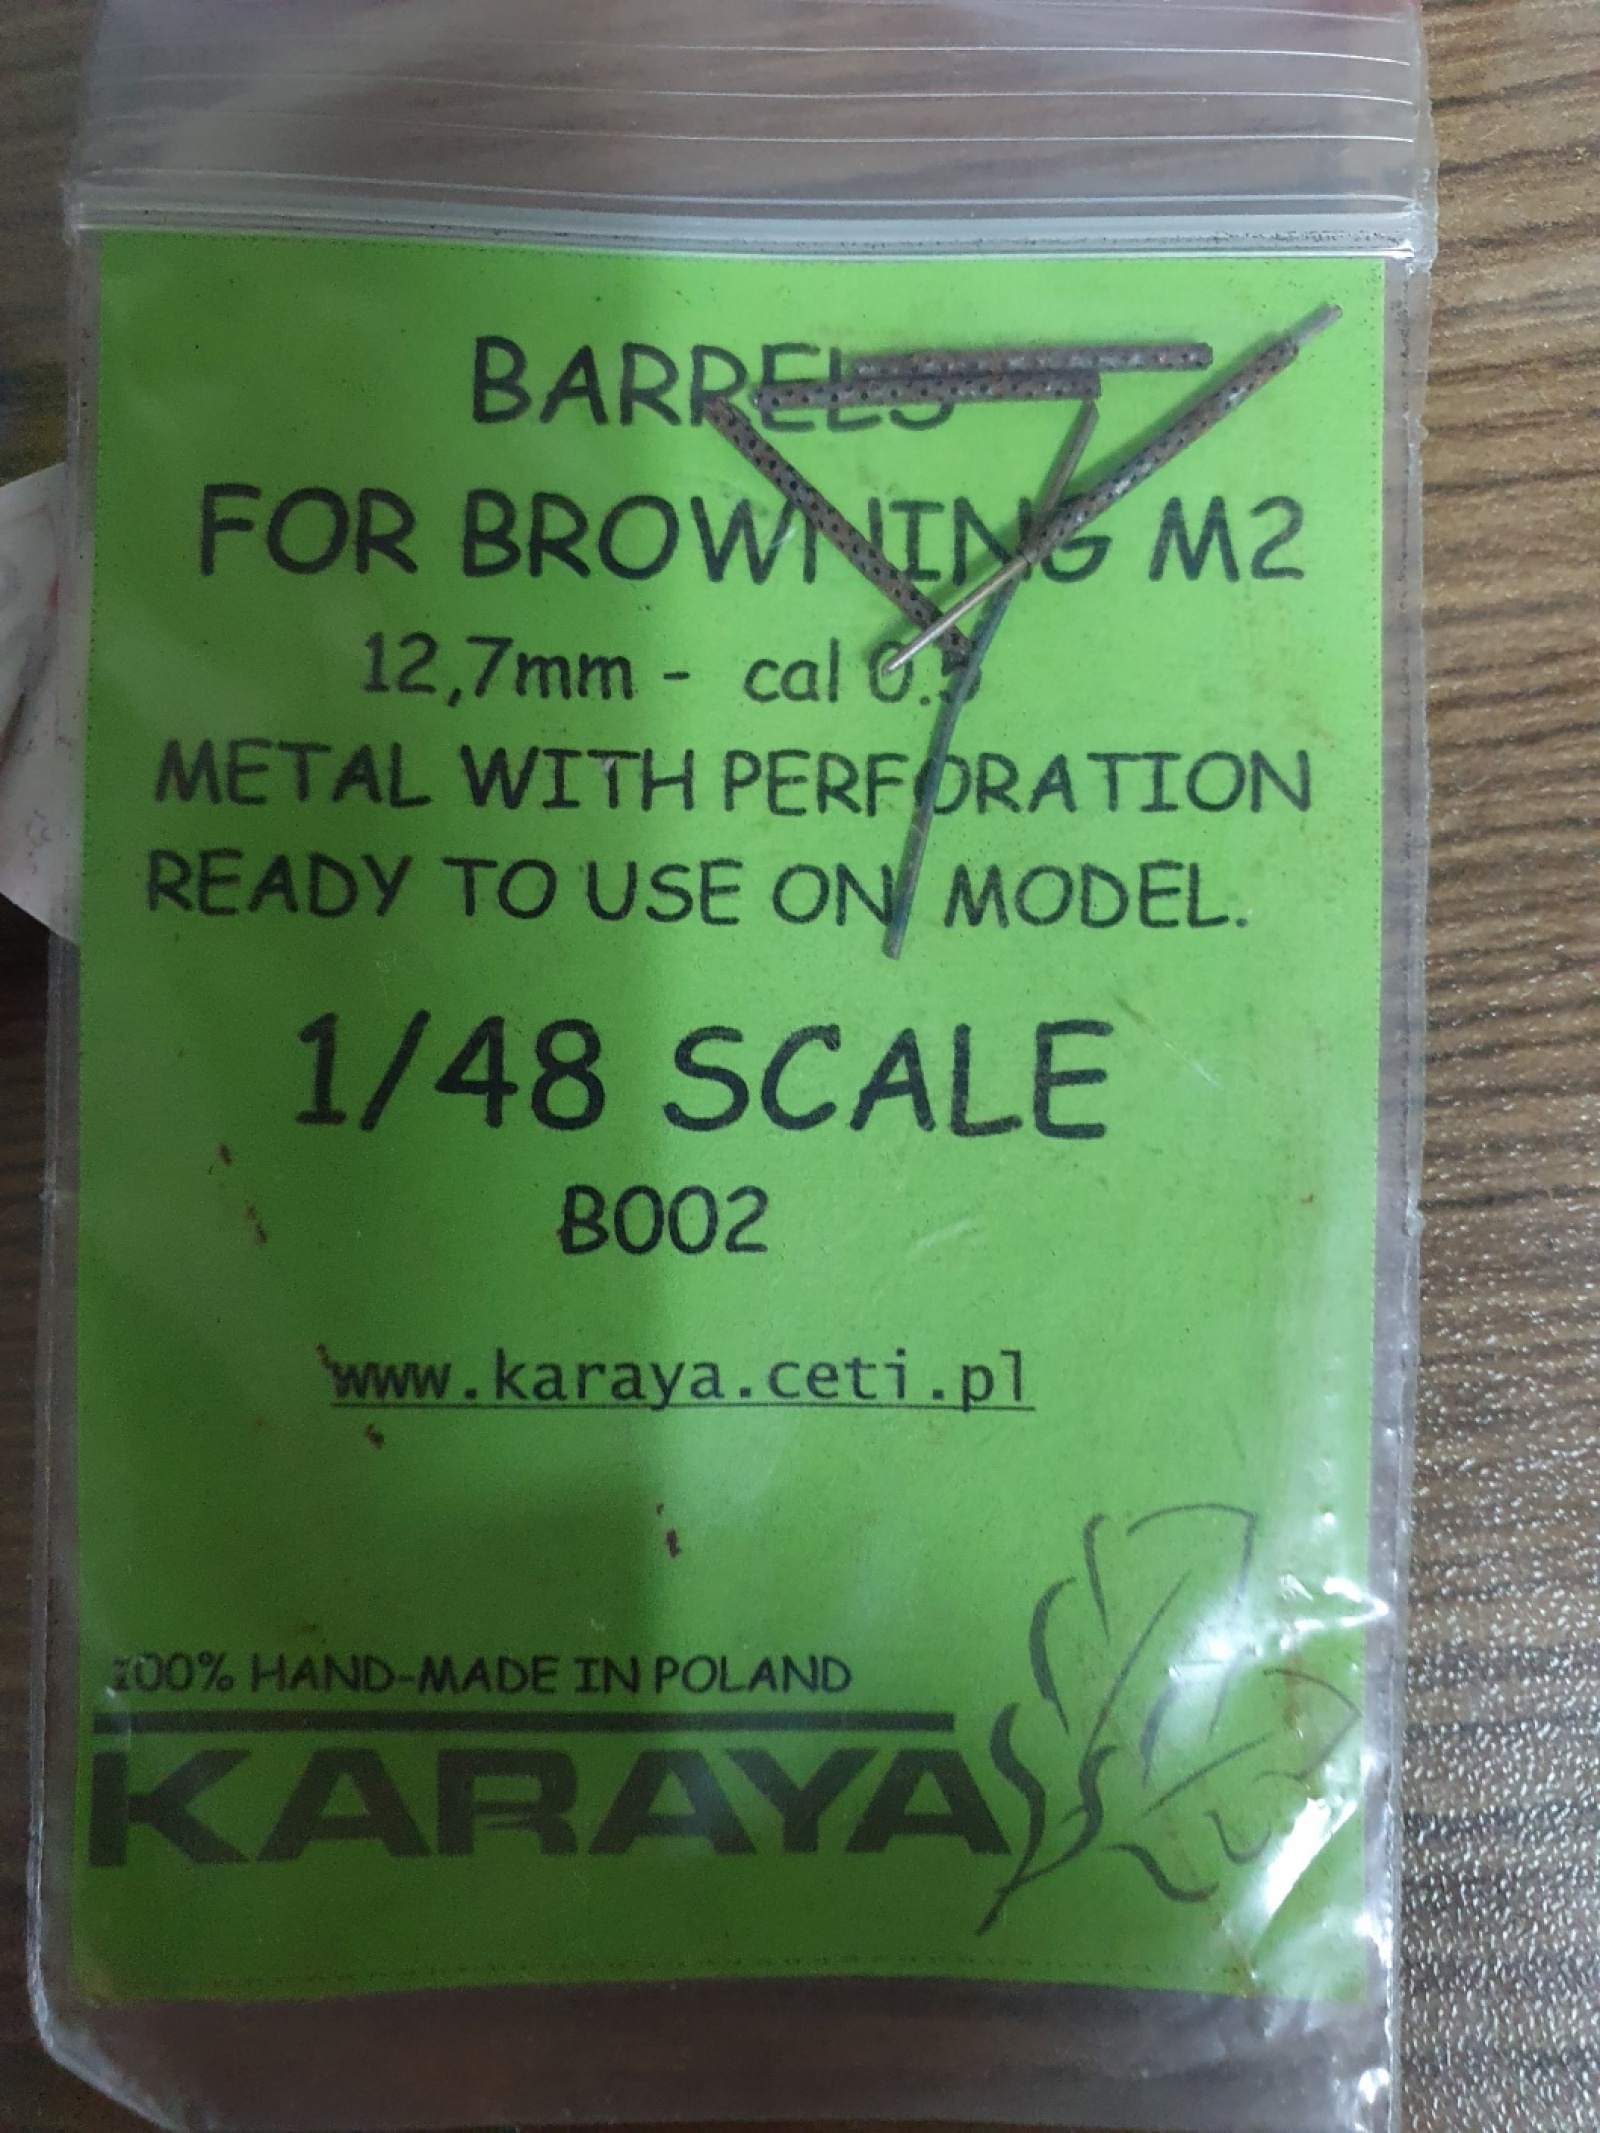 BARRELS
FOR BROWNING M2
12,7mm - cal 0.5
METAL WITH PERFORATION
READY TO USE ON MODEL.
1/48 SCALE
B002
www.karaya.ceti.pl
100% HAND-MADE IN POLAND
KARAYA